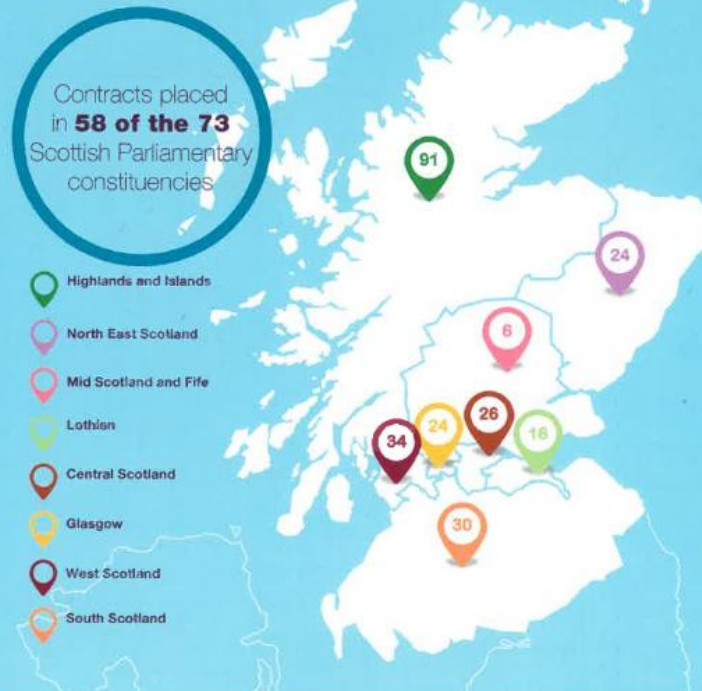 Contracts placed
in 58 of the 73
Scottish Parliamentary
constituencies
91
24
Highlands and Islands
North East Scotland
6
Mid Scotland and Fife
Lothian
26
24
16
34
Central Scotland
Glasgow
30
West Scotland
South Scotland